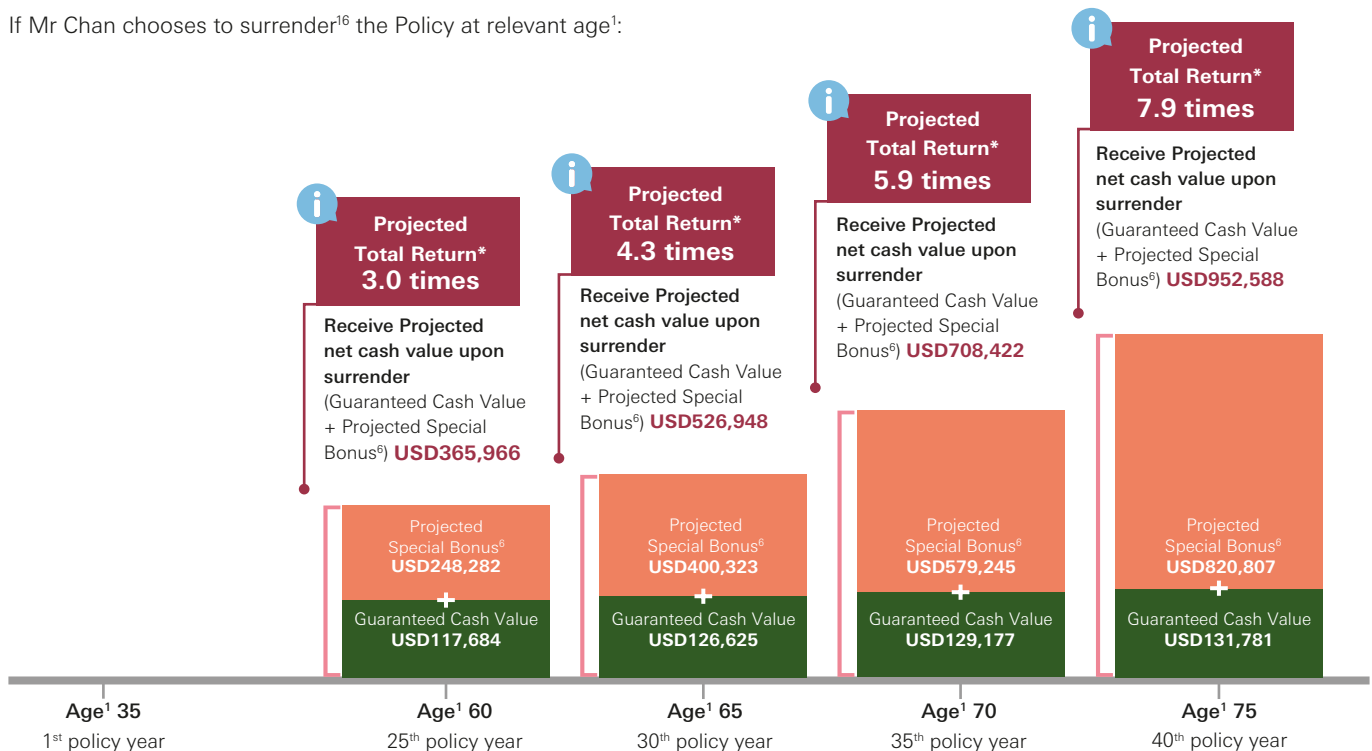 If Mr Chan chooses to surrender¹⁶ the Policy at relevant age¹:
Projected
Total Return*
3.0 times
Receive Projected
net cash value upon
surrender
(Guaranteed Cash Value
+ Projected Special
Bonus⁶) USD365,966
Projected
Special Bonus⁶
USD248,282
+
Guaranteed Cash Value
USD117,684
Projected
Total Return*
4.3 times
Receive Projected
net cash value upon
surrender
(Guaranteed Cash Value
+ Projected Special
Bonus⁶) USD526,948
Projected
Special Bonus⁶
USD400,323
+
Guaranteed Cash Value
USD126,625
Projected
Total Return*
5.9 times
Receive Projected
net cash value upon
surrender
(Guaranteed Cash Value
+ Projected Special
Bonus⁶) USD708,422
Projected
Special Bonus⁶
USD579,245
+
Guaranteed Cash Value
USD129,177
Projected
Total Return*
7.9 times
Receive Projected
net cash value upon
surrender
(Guaranteed Cash Value
+ Projected Special
Bonus⁶) USD952,588
Projected
Special Bonus⁶
USD820,807
+
Guaranteed Cash Value
USD131,781
Age¹ 35
1st policy year
Age¹ 60
25th policy year
Age¹ 65
30th policy year
Age¹ 70
35th policy year
Age¹ 75
40th policy year